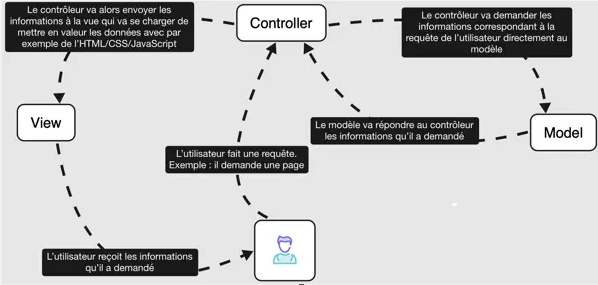 Le contrôleur va alors envoyer les
informations à la vue qui va se charger de
mettre en valeur les données avec par
exemple de l'HTML/CSS/JavaScript
Controller
Le contrôleur va demander les
informations correspondant à la
requête de l'utilisateur directement au
modèle
View
Le modèle va répondre au contrôleur
les informations qu'il a demandé
Model
L'utilisateur fait une requête.
Exemple : il demande une page
L'utilisateur reçoit les informations
qu'il a demandé